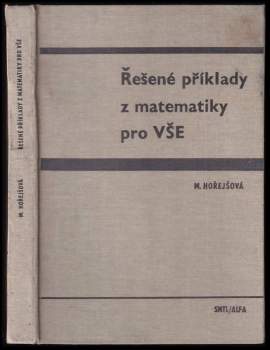 M. HOŘEJŠOVÁ ŘEŠENÉ PŘÍKLADY Z MATEMATIKY PRO VŠE
Řešené příklady
z matematiky
pro VŠE
M. HOŘEJŠOVÁ
SNTL/ALFA